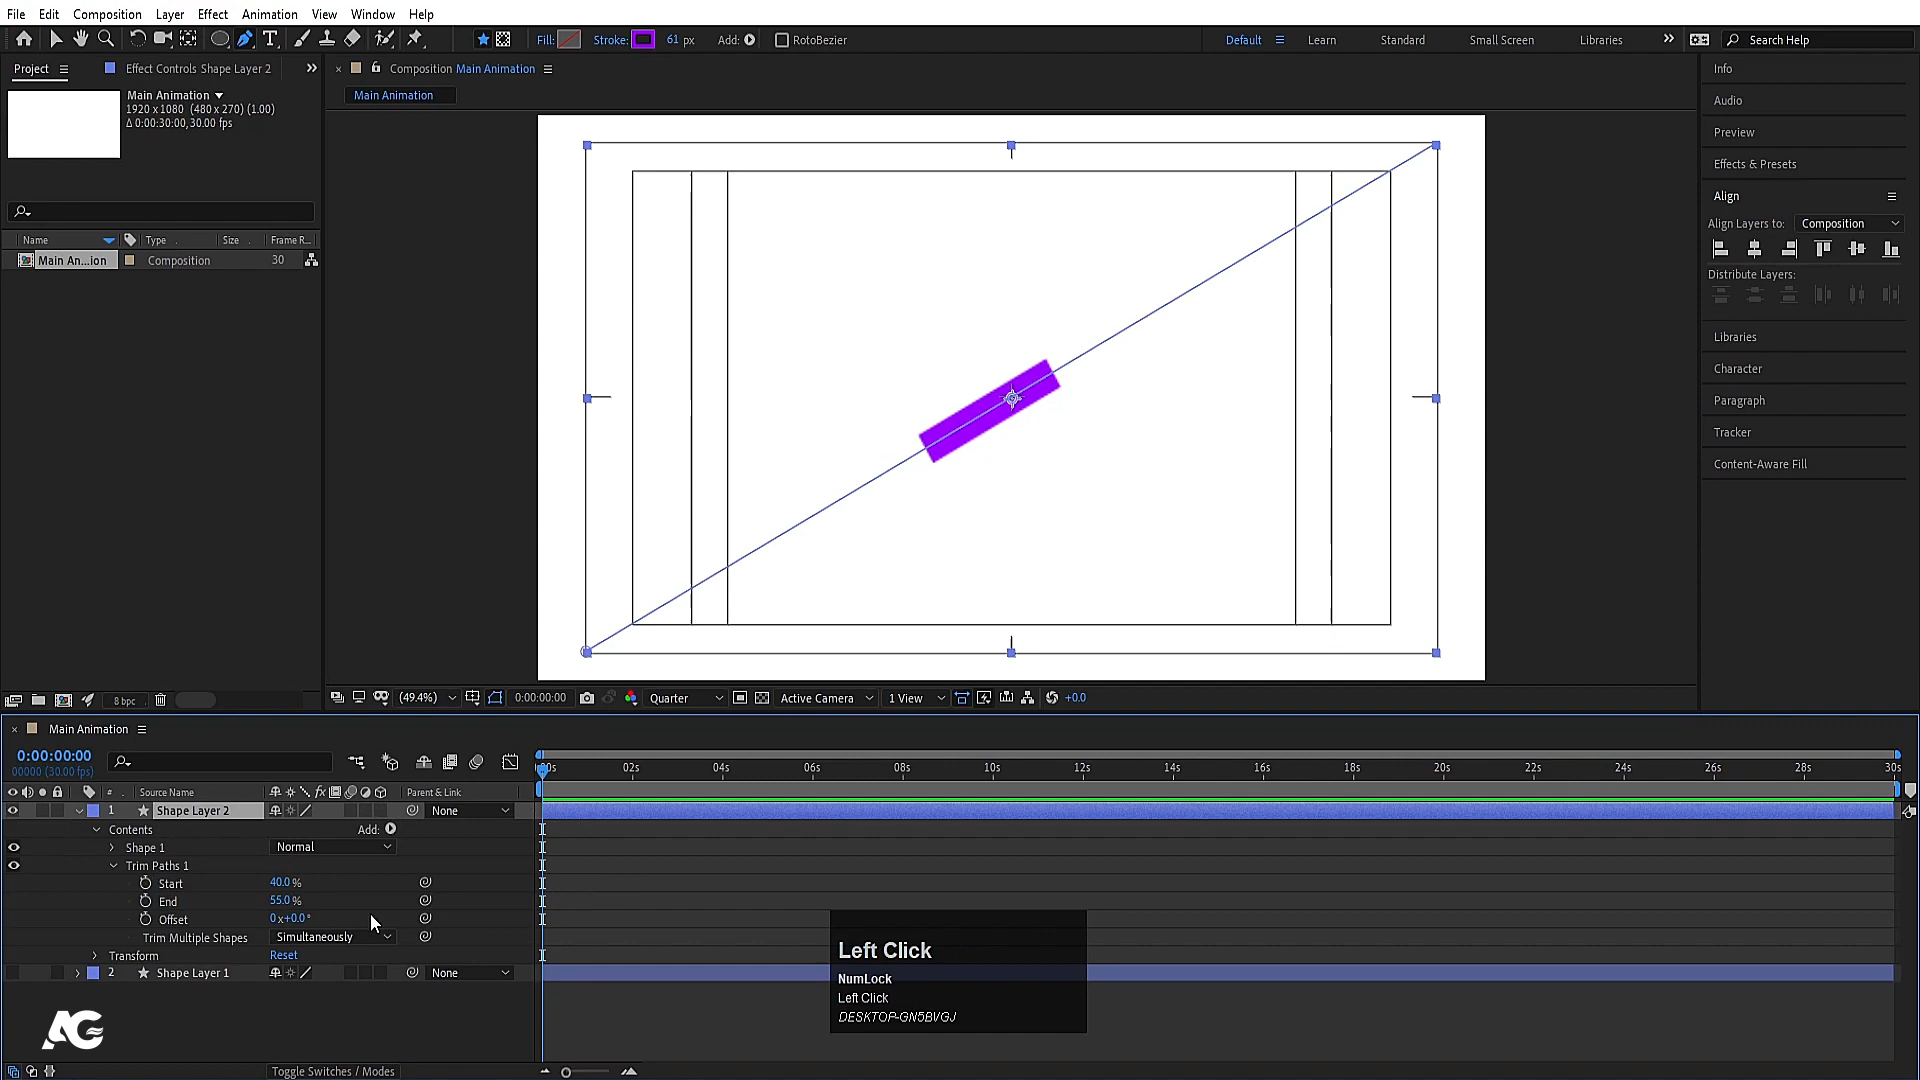 File Edit Composition Layer Effect Animation View Window Help
Fill: Stroke: 61 px Add: RotoBezier Default Learn Standard Small Screen Libraries Search Help
Project Effect Controls Shape Layer 2
Composition Main Animation
Main Animation
Main Animation
1920 x 1080 (480 x 270) (1.00)
Δ 0:00:30:00, 30.00 fps
Name Type Size Frame R...
Main An...ion Composition 30
8 bpc
(49.4%) 0:00:00:00 Quarter Active Camera 1 View +0.0
Info
Audio
Preview
Effects & Presets
Align
Align Layers to: Composition
Distribute Layers:
Libraries
Character
Paragraph
Tracker
Content-Aware Fill
Main Animation
0:00:00:00
00000 (30.00 fps)
00s 02s 04s 06s 08s 10s 12s 14s 16s 18s 20s 22s 24s 26s 28s 30s
# Source Name fx Parent & Link
1 Shape Layer 2 None
Contents Add:
Shape 1 Normal
Trim Paths 1
Start 40.0 %
End 55.0 %
Offset 0 x +0.0 °
Trim Multiple Shapes Simultaneously
Transform Reset
2 Shape Layer 1 None
Left Click
NumLock
Left Click
DESKTOP-GN5BVGJ
AG
Toggle Switches / Modes